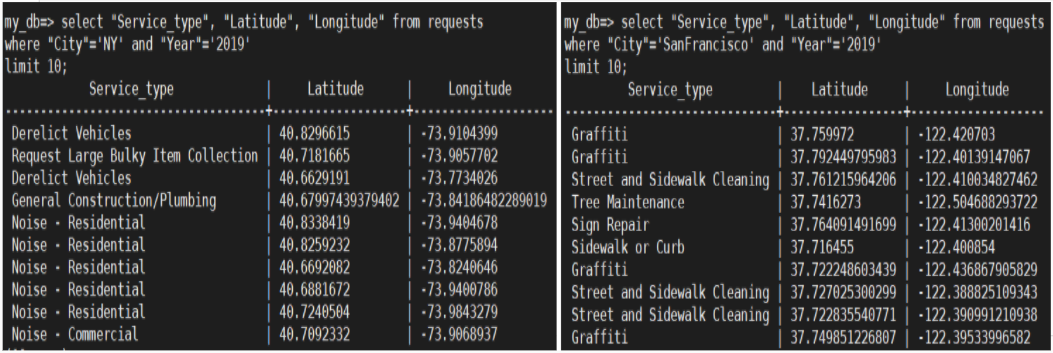 my_db=> select "Service_type", "Latitude", "Longitude" from requests
where "City"='NY' and "Year"='2019'
limit 10;
Service_type | Latitude | Longitude
Derelict Vehicles | 40.8296615 | -73.9104399
Request Large Bulky Item Collection | 40.7181665 | -73.9057702
Derelict Vehicles | 40.6629191 | -73.7734026
General Construction/Plumbing | 40.67997439379402 | -73.84186482289019
Noise - Residential | 40.8338419 | -73.9404678
Noise - Residential | 40.8259232 | -73.8775894
Noise - Residential | 40.6692082 | -73.8240646
Noise - Residential | 40.6881672 | -73.9400786
Noise - Residential | 40.7240504 | -73.9843279
Noise - Commercial | 40.7092332 | -73.9068937
my_db=> select "Service_type", "Latitude", "Longitude" from requests
where "City"='SanFrancisco' and "Year"='2019'
limit 10;
Service_type | Latitude | Longitude
Graffiti | 37.759972 | -122.420703
Graffiti | 37.792449795983 | -122.40139147067
Street and Sidewalk Cleaning | 37.761215964206 | -122.410034827462
Tree Maintenance | 37.7416273 | -122.504688293722
Sign Repair | 37.764091491699 | -122.41300201416
Sidewalk or Curb | 37.716455 | -122.400854
Graffiti | 37.722248603439 | -122.436867905829
Street and Sidewalk Cleaning | 37.727025300299 | -122.388825109343
Street and Sidewalk Cleaning | 37.722835540771 | -122.390991210938
Graffiti | 37.749851226807 | -122.39533996582